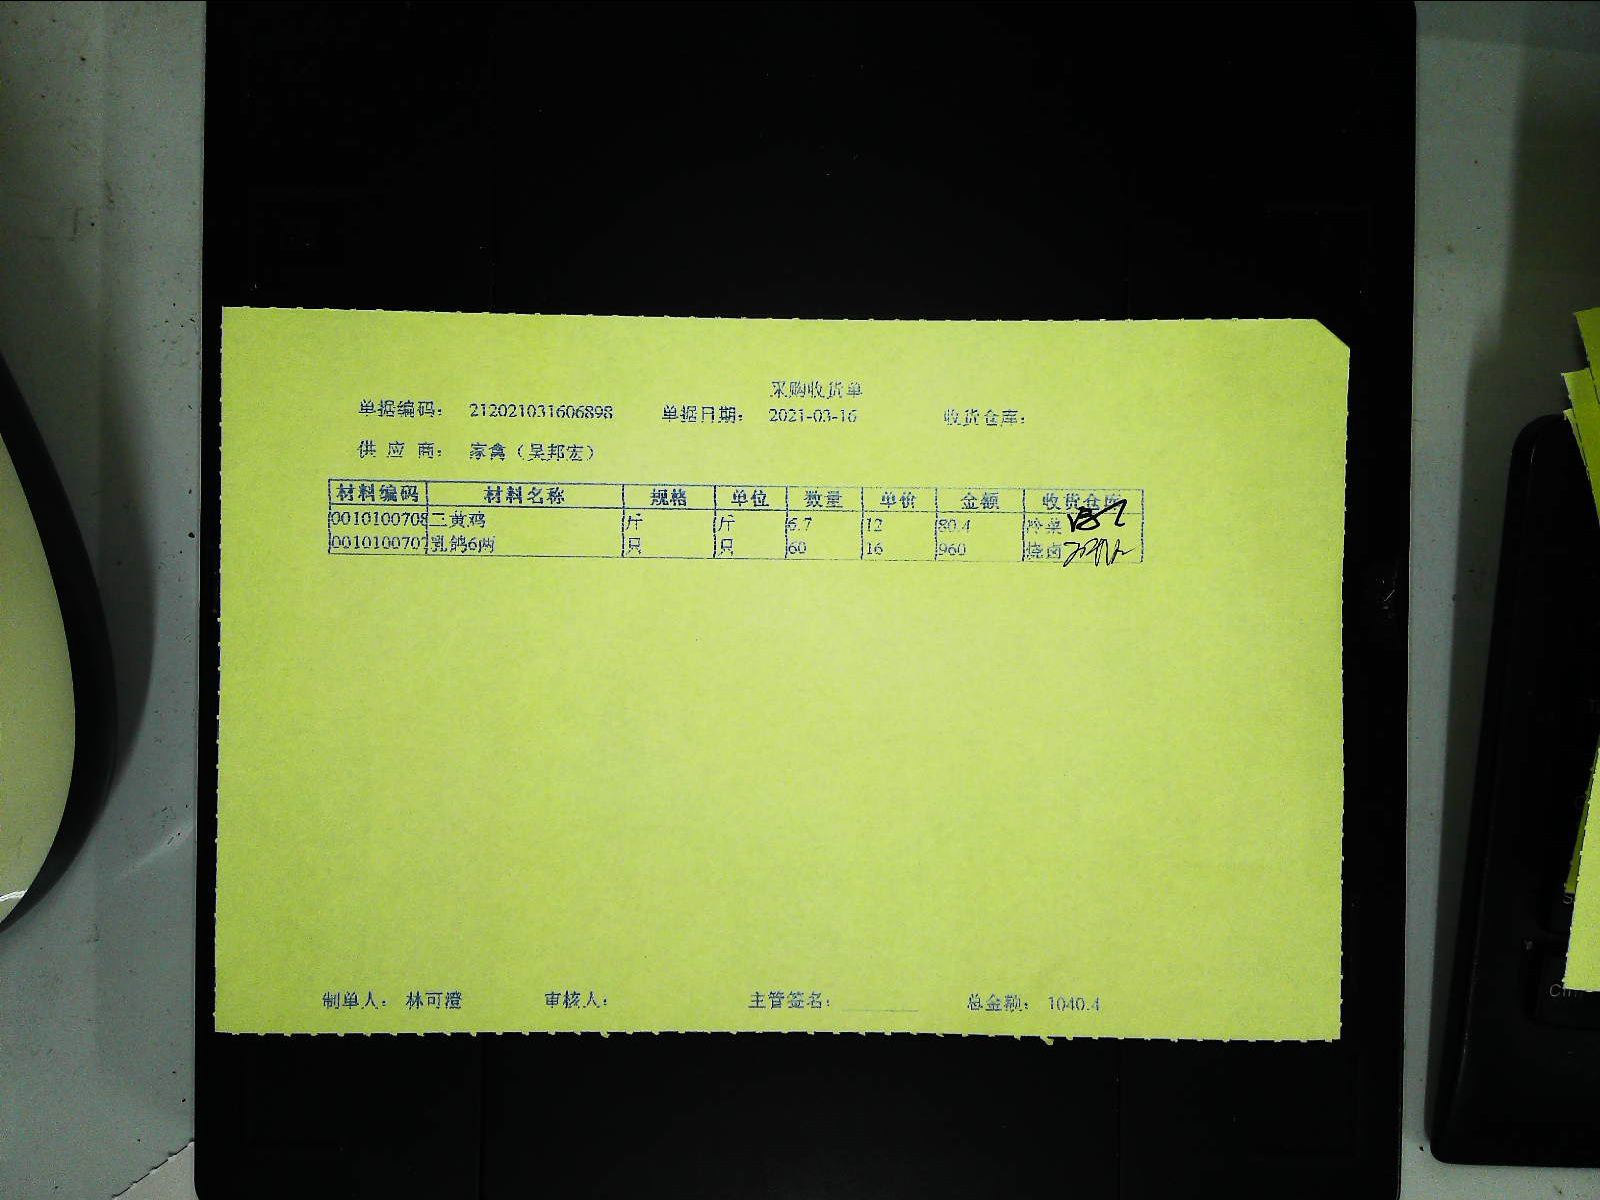 采购收货单
单据编码： 212021031606898 单据日期： 2021-03-16 收货仓库：
供 应 商： 家禽（吴邦宏）
材料编码 材料名称 规格 单位 数量 单价 金额 收货仓库
0010100708 三黄鸡 斤 斤 6.7 12 80.4 冷菜
0010100707 乳鸽6两 只 只 60 16 960 烧卤
制单人： 林可澄 审核人： 主管签名： 总金额： 1040.4